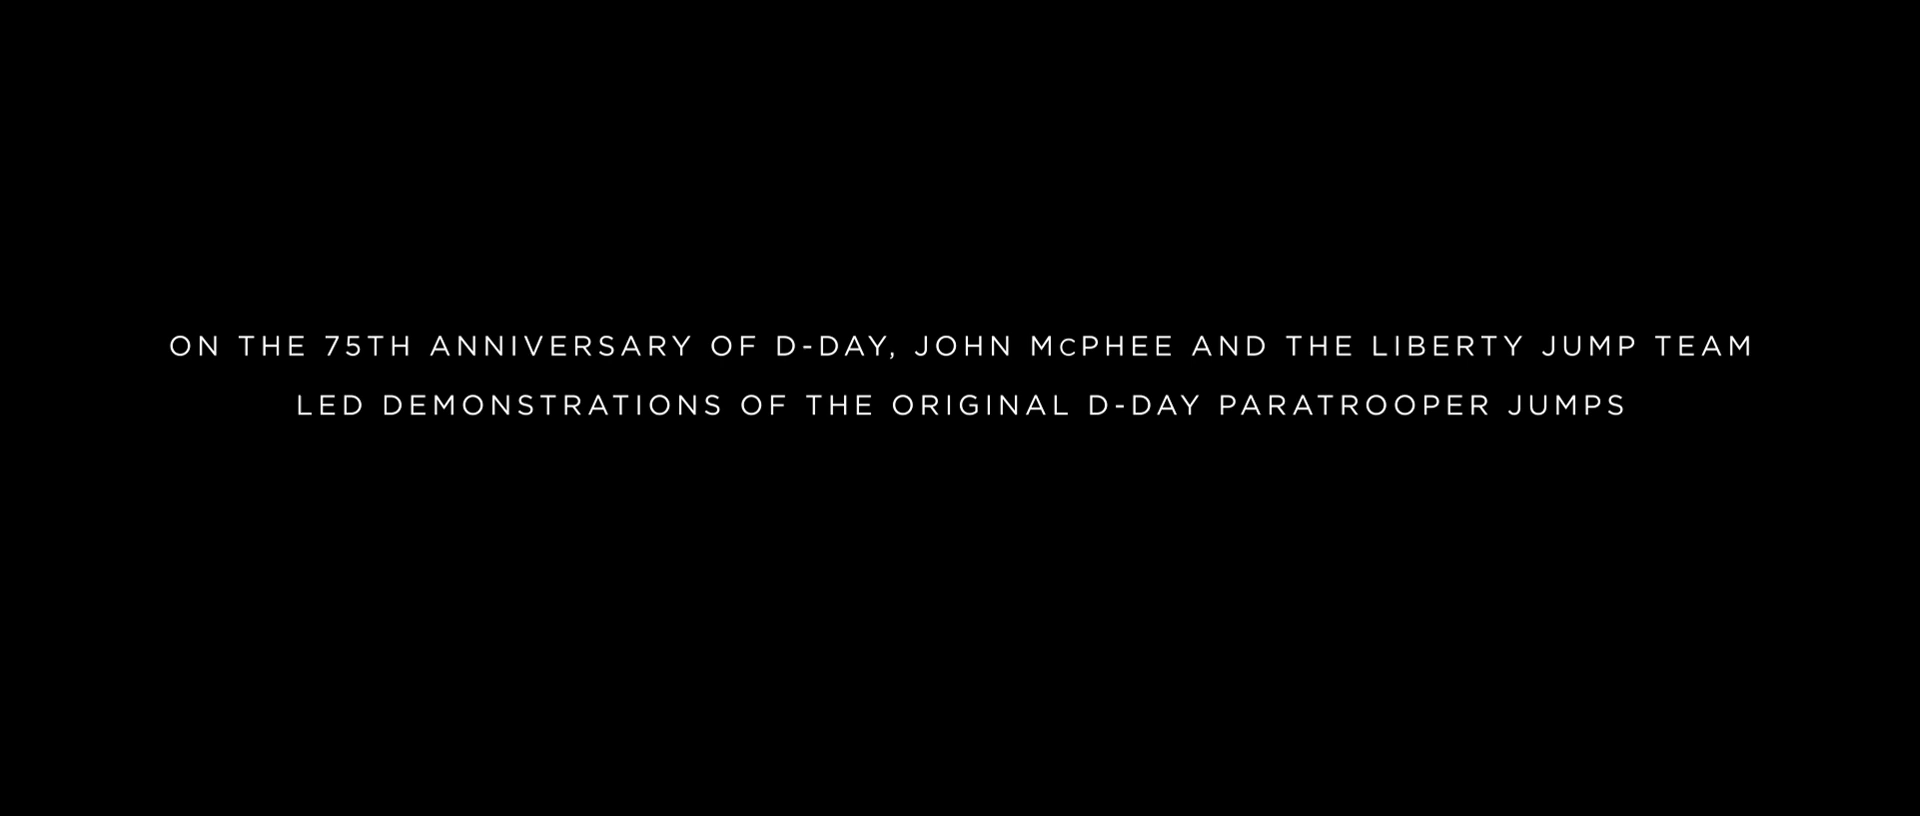 ON THE 75TH ANNIVERSARY OF D-DAY, JOHN McPHEE AND THE LIBERTY JUMP TEAM
LED DEMONSTRATIONS OF THE ORIGINAL D-DAY PARATROOPER JUMPS